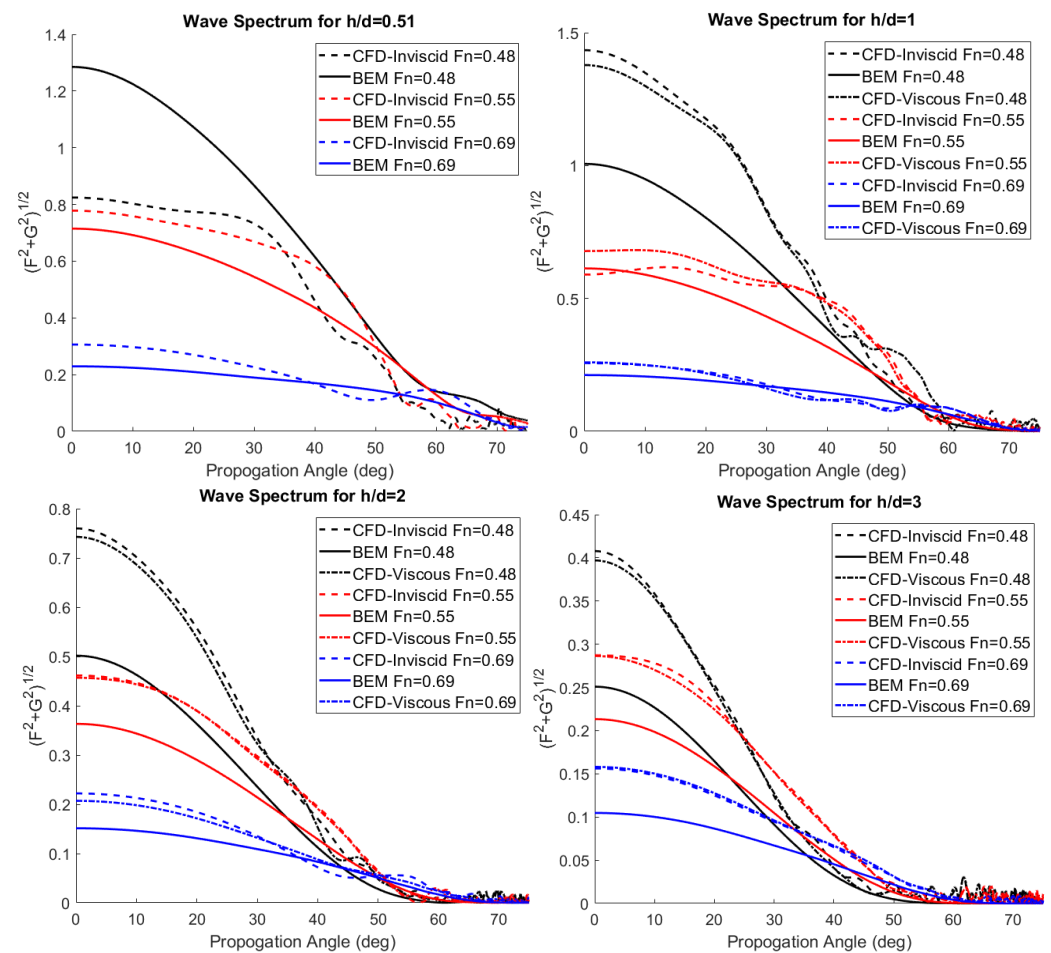 Wave Spectrum for h/d=0.51
1.4
1.2
1
0.8
0.6
0.4
0.2
0
(F²+G²)^1/2
0 10 20 30 40 50 60 70
Propogation Angle (deg)
CFD-Inviscid Fn=0.48
BEM Fn=0.48
CFD-Inviscid Fn=0.55
BEM Fn=0.55
CFD-Inviscid Fn=0.69
BEM Fn=0.69
Wave Spectrum for h/d=1
1.5
1
0.5
0
(F²+G²)^1/2
0 10 20 30 40 50 60 70
Propogation Angle (deg)
CFD-Inviscid Fn=0.48
BEM Fn=0.48
CFD-Viscous Fn=0.48
CFD-Inviscid Fn=0.55
BEM Fn=0.55
CFD-Viscous Fn=0.55
CFD-Inviscid Fn=0.69
BEM Fn=0.69
CFD-Viscous Fn=0.69
Wave Spectrum for h/d=2
0.8
0.7
0.6
0.5
0.4
0.3
0.2
0.1
0
(F²+G²)^1/2
0 10 20 30 40 50 60 70
Propogation Angle (deg)
CFD-Inviscid Fn=0.48
BEM Fn=0.48
CFD-Viscous Fn=0.48
CFD-Inviscid Fn=0.55
BEM Fn=0.55
CFD-Viscous Fn=0.55
CFD-Inviscid Fn=0.69
BEM Fn=0.69
CFD-Viscous Fn=0.69
Wave Spectrum for h/d=3
0.45
0.4
0.35
0.3
0.25
0.2
0.15
0.1
0.05
0
(F²+G²)^1/2
0 10 20 30 40 50 60 70
Propogation Angle (deg)
CFD-Inviscid Fn=0.48
BEM Fn=0.48
CFD-Viscous Fn=0.48
CFD-Inviscid Fn=0.55
BEM Fn=0.55
CFD-Viscous Fn=0.55
CFD-Inviscid Fn=0.69
BEM Fn=0.69
CFD-Viscous Fn=0.69